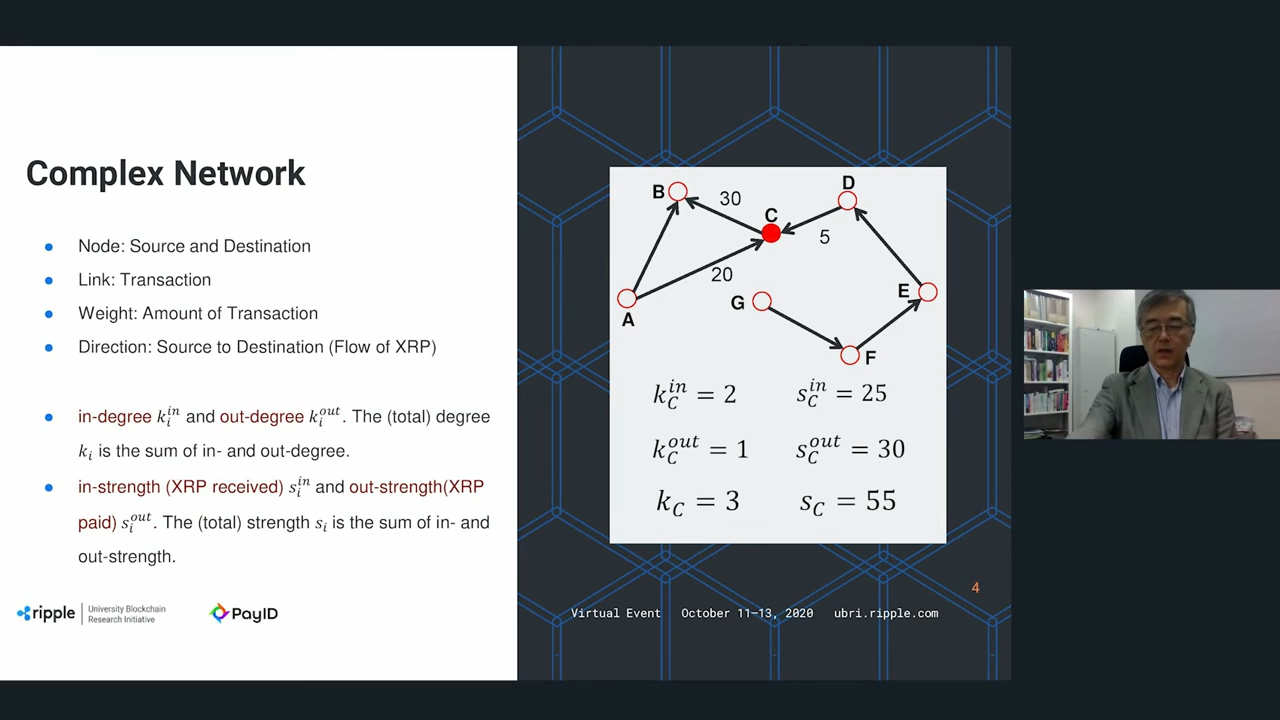 Complex Network
● Node: Source and Destination
● Link: Transaction
● Weight: Amount of Transaction
● Direction: Source to Destination (Flow of XRP)
● in-degree k_i^{in} and out-degree k_i^{out}. The (total) degree
k_i is the sum of in- and out-degree.
● in-strength (XRP received) s_i^{in} and out-strength(XRP
paid) s_i^{out}. The (total) strength s_i is the sum of in- and
out-strength.
ripple | University Blockchain
Research Initiative
PayID
B
30
C
D
5
20
A
G
E
F
k_C^{in} = 2 s_C^{in} = 25
k_C^{out} = 1 s_C^{out} = 30
k_C = 3 s_C = 55
4
Virtual Event October 11–13, 2020 ubri.ripple.com